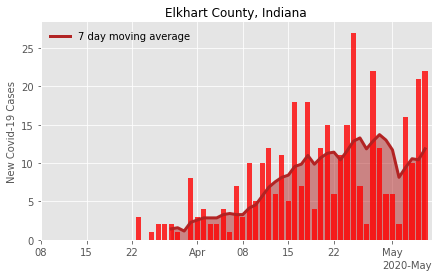 Elkhart County, Indiana
7 day moving average
New Covid-19 Cases
25
20
15
10
5
0
08 15 22 Apr 08 15 22 May
2020-May